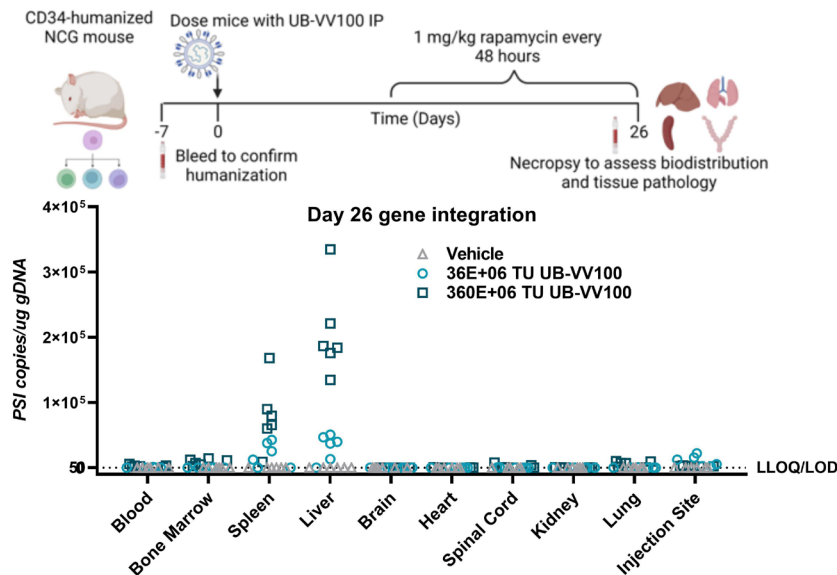 CD34-humanized
NCG mouse
Dose mice with UB-VV100 IP
1 mg/kg rapamycin every
48 hours
-7
0
Time (Days)
26
Bleed to confirm
humanization
Necropsy to assess biodistribution
and tissue pathology
Day 26 gene integration
PSI copies/ug gDNA
4×10⁵
3×10⁵
2×10⁵
1×10⁵
50
0
Vehicle
36E+06 TU UB-VV100
360E+06 TU UB-VV100
LLOQ/LOD
Blood
Bone Marrow
Spleen
Liver
Brain
Heart
Spinal Cord
Kidney
Lung
Injection Site